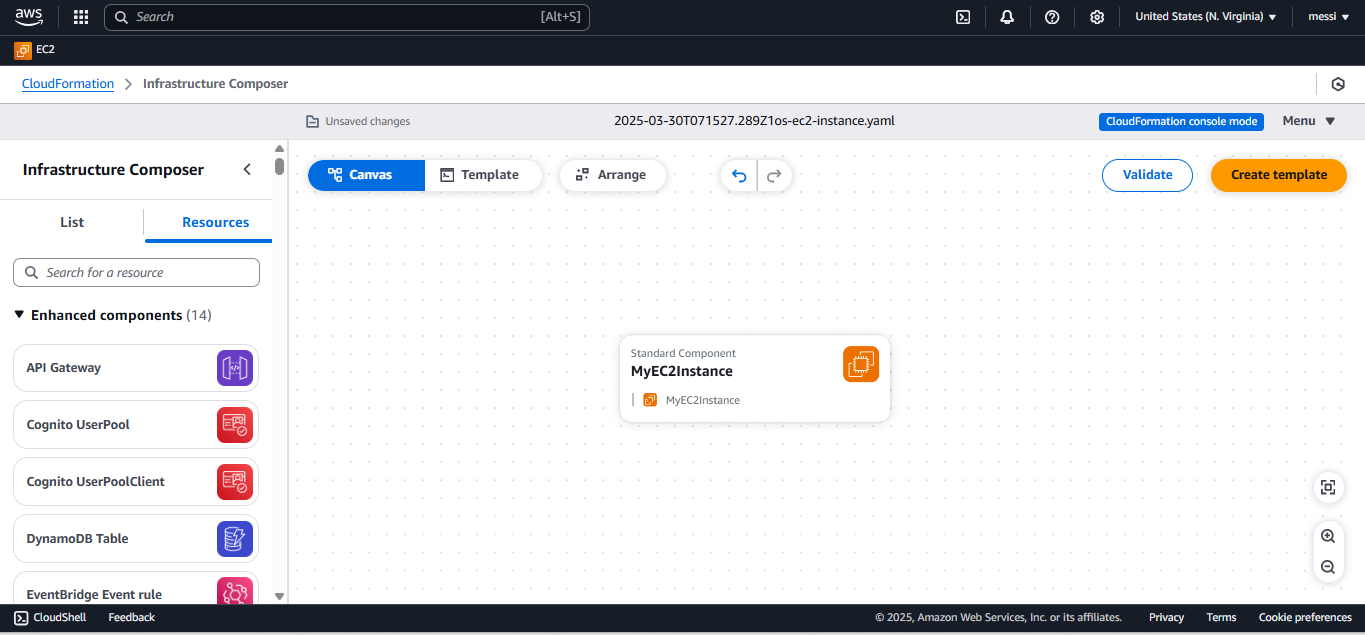 aws
Search [Alt+S]
United States (N. Virginia)
messi
EC2
CloudFormation
Infrastructure Composer
Unsaved changes
2025-03-30T071527.289Z1os-ec2-instance.yaml
CloudFormation console mode
Menu
Infrastructure Composer
Canvas
Template
Arrange
Validate
Create template
List
Resources
Search for a resource
Enhanced components (14)
API Gateway
Cognito UserPool
Cognito UserPoolClient
DynamoDB Table
EventBridge Event rule
Standard Component
MyEC2Instance
MyEC2Instance
CloudShell
Feedback
© 2025, Amazon Web Services, Inc. or its affiliates.
Privacy
Terms
Cookie preferences